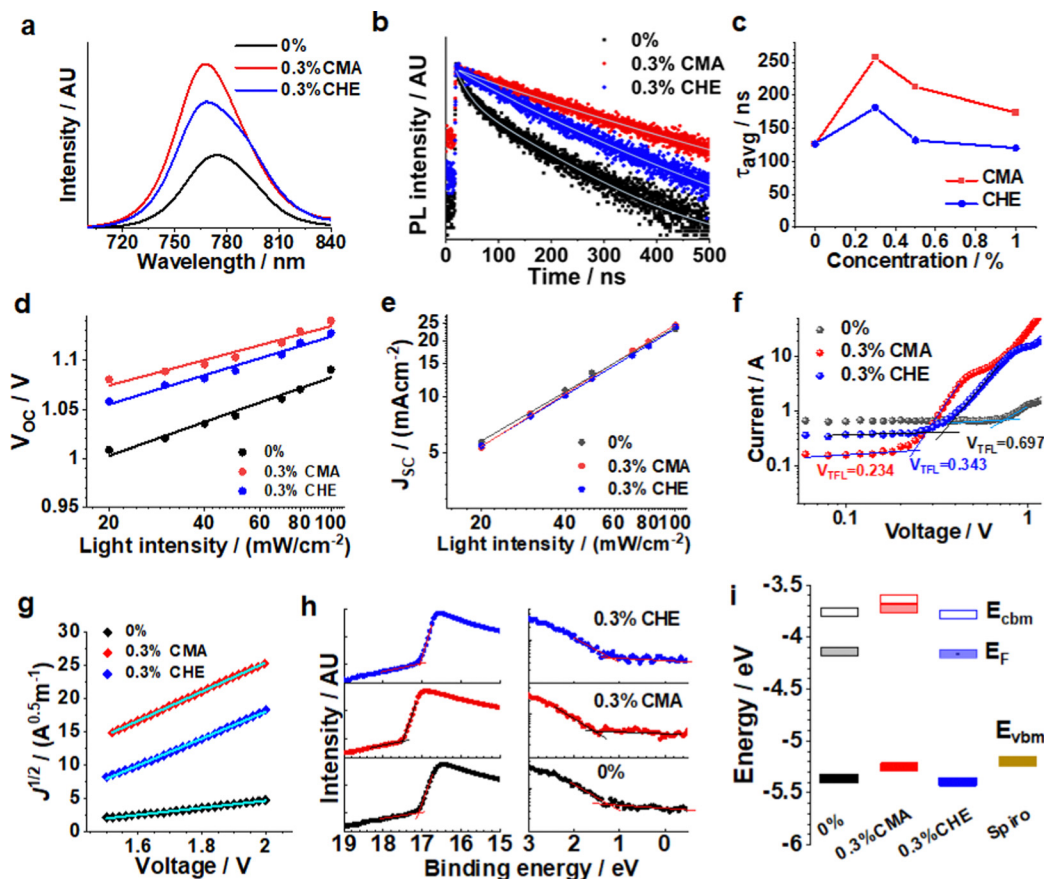 a
0%
0.3% CMA
0.3% CHE
Intensity / AU
720 750 780 810 840
Wavelength / nm
b
0%
0.3% CMA
0.3% CHE
PL intensity
0 100 200 300 400 500
Time / ns
c
250
200
150
100
50
0
τavg / ns
CMA
CHE
0.0 0.2 0.4 0.6 0.8 1.0
Concentration / %
d
1.1
1.05
1
0.95
VOC / V
0%
0.3% CMA
0.3% CHE
20 40 60 80 100
Light intensity / (mW/cm-2)
e
25
20
15
10
5
JSC / (mAcm-2)
0%
0.3% CMA
0.3% CHE
20 40 60 80 100
Light intensity / (mW/cm-2)
f
0%
0.3% CMA
0.3% CHE
10
1
0.1
Current / A
VTFL=0.697
VTFL=0.234
VTFL=0.343
0.1 1
Voltage / V
g
30
25
20
15
10
5
0
J1/2 / (A0.5m-1)
0%
0.3% CMA
0.3% CHE
1.6 1.8 2
Voltage / V
h
0.3% CHE
0.3% CMA
0%
Intensity / AU
19 18 17 16 15 3 2 1 0
Binding energy / eV
i
-3.5
-4
-4.5
-5
-5.5
-6
Energy / eV
Ecbm
EF
Evbm
0%
0.3%CMA
0.3%CHE
Spiro